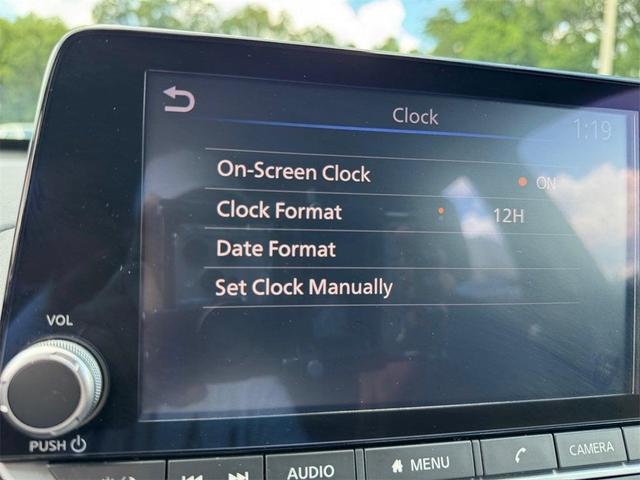 Clock
1:19
On-Screen Clock
ON
Clock Format
12H
Date Format
Set Clock Manually
VOL
PUSH
AUDIO
MENU
CAMERA